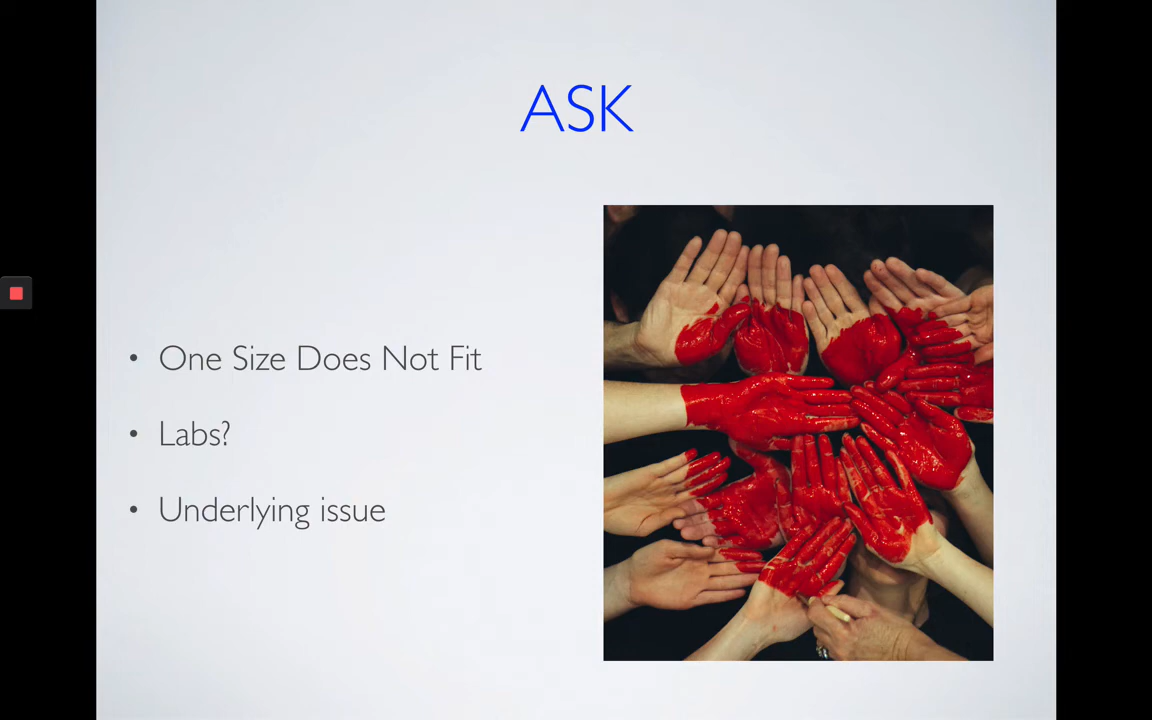 ASK
• One Size Does Not Fit
• Labs?
• Underlying issue